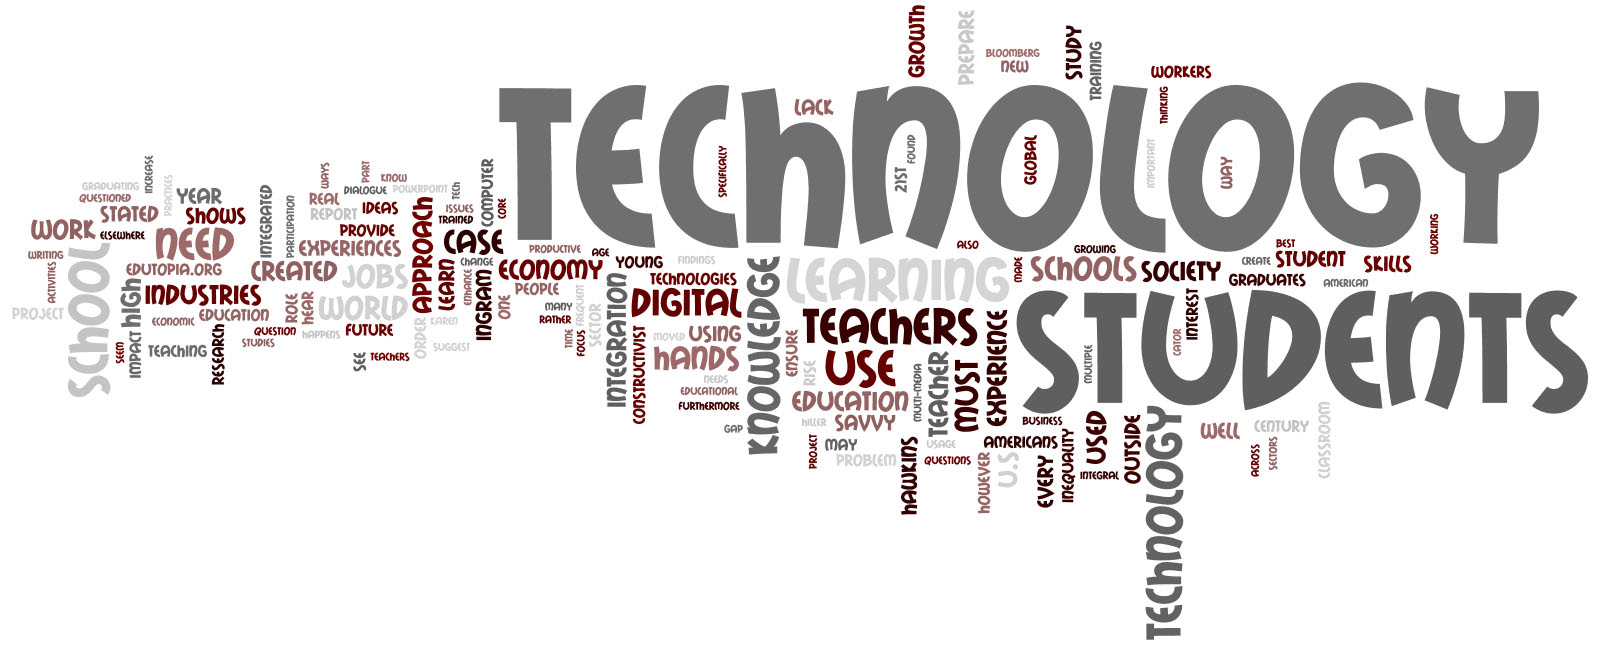 GROWTH
PREPARE
BLOOMBERG
NEW
STUDY
TRAINING
WORKERS
THINKING
TECHNOLOGY
LACK
SPECIFICALLY
21ST
FOUND
GLOBAL
IMPORTANT
WAY
WORKING
GRADUATING
INCREASE
QUESTIONED
PRACTICES
YEAR
STATED
SHOWS
WORK
ELSEWHERE
NEED
WRITING
SCHOOL
ACTIVITIES
EDUTOPIA.ORG
PROJECT
INDUSTRIES
HIGH
ECONOMIC
EDUCATION
SEEM
IMPACT
TEACHING
RESEARCH
STUDIES
QUESTION
INTEGRATED
PARTICIPATION
WAYS
REAL
REPORT
PART
KNOW
DIALOGUE
POWERPOINT
IDEAS
PROVIDE
EXPERIENCES
CREATED
JOBS
WORLD
ROLE
HEAR
HAPPENS
FUTURE
SEE
TEACHERS
APPROACH
ORDER
KAREN
SUGGEST
TECH
ISSUES
TRAINED
COMPUTER
CORE
CASE
LEARN
CHANGE
ENHANCE
INGRAM
ONE
ECONOMY
PRODUCTIVE
AGE
PEOPLE
MANY
RATHER
TIME
FOCUS
FREQUENT
SECTOR
YOUNG
FINDINGS
TECHNOLOGIES
DIGITAL
INTEGRATION
CONSTRUCTIVIST
MOVED
USING
HANDS
NEEDS
EDUCATIONAL
FURTHERMORE
GAP
KNOWLEDGE
LEARNING
TEACHERS
ENSURE
RISE
USE
EDUCATION
HILLER
SAVVY
PROJECT
MAY
PROBLEM
MULTI-MEDIA
TEACHER
MUST
EXPERIENCE
HAWKINS
USAGE
QUESTIONS
ALSO
MADE
SCHOOLS
GROWING
SOCIETY
CREATE
BEST
STUDENT
GRADUATES
AMERICAN
SKILLS
INTEREST
STUDENTS
MULTIPLE
CATOR
BUSINESS
AMERICANS
HOWEVER
U.S
EVERY
INEQUALITY
USED
INTEGRAL
OUTSIDE
TECHNOLOGY
WELL
CENTURY
ACROSS
SECTORS
CLASSROOM